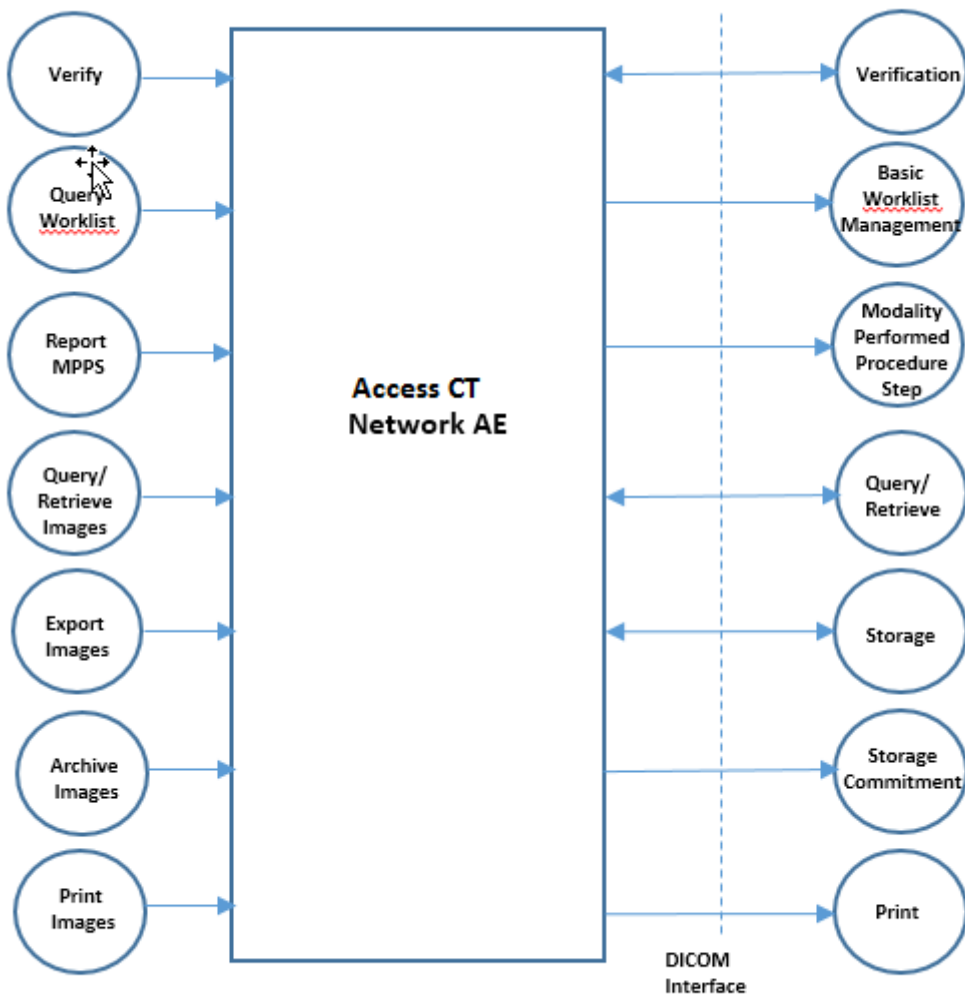 Verify
Query
Worklist
Report
MPPS
Query/
Retrieve
Images
Export
Images
Archive
Images
Print
Images
Access CT
Network AE
Verification
Basic
Worklist
Management
Modality
Performed
Procedure
Step
Query/
Retrieve
Storage
Storage
Commitment
Print
DICOM
Interface